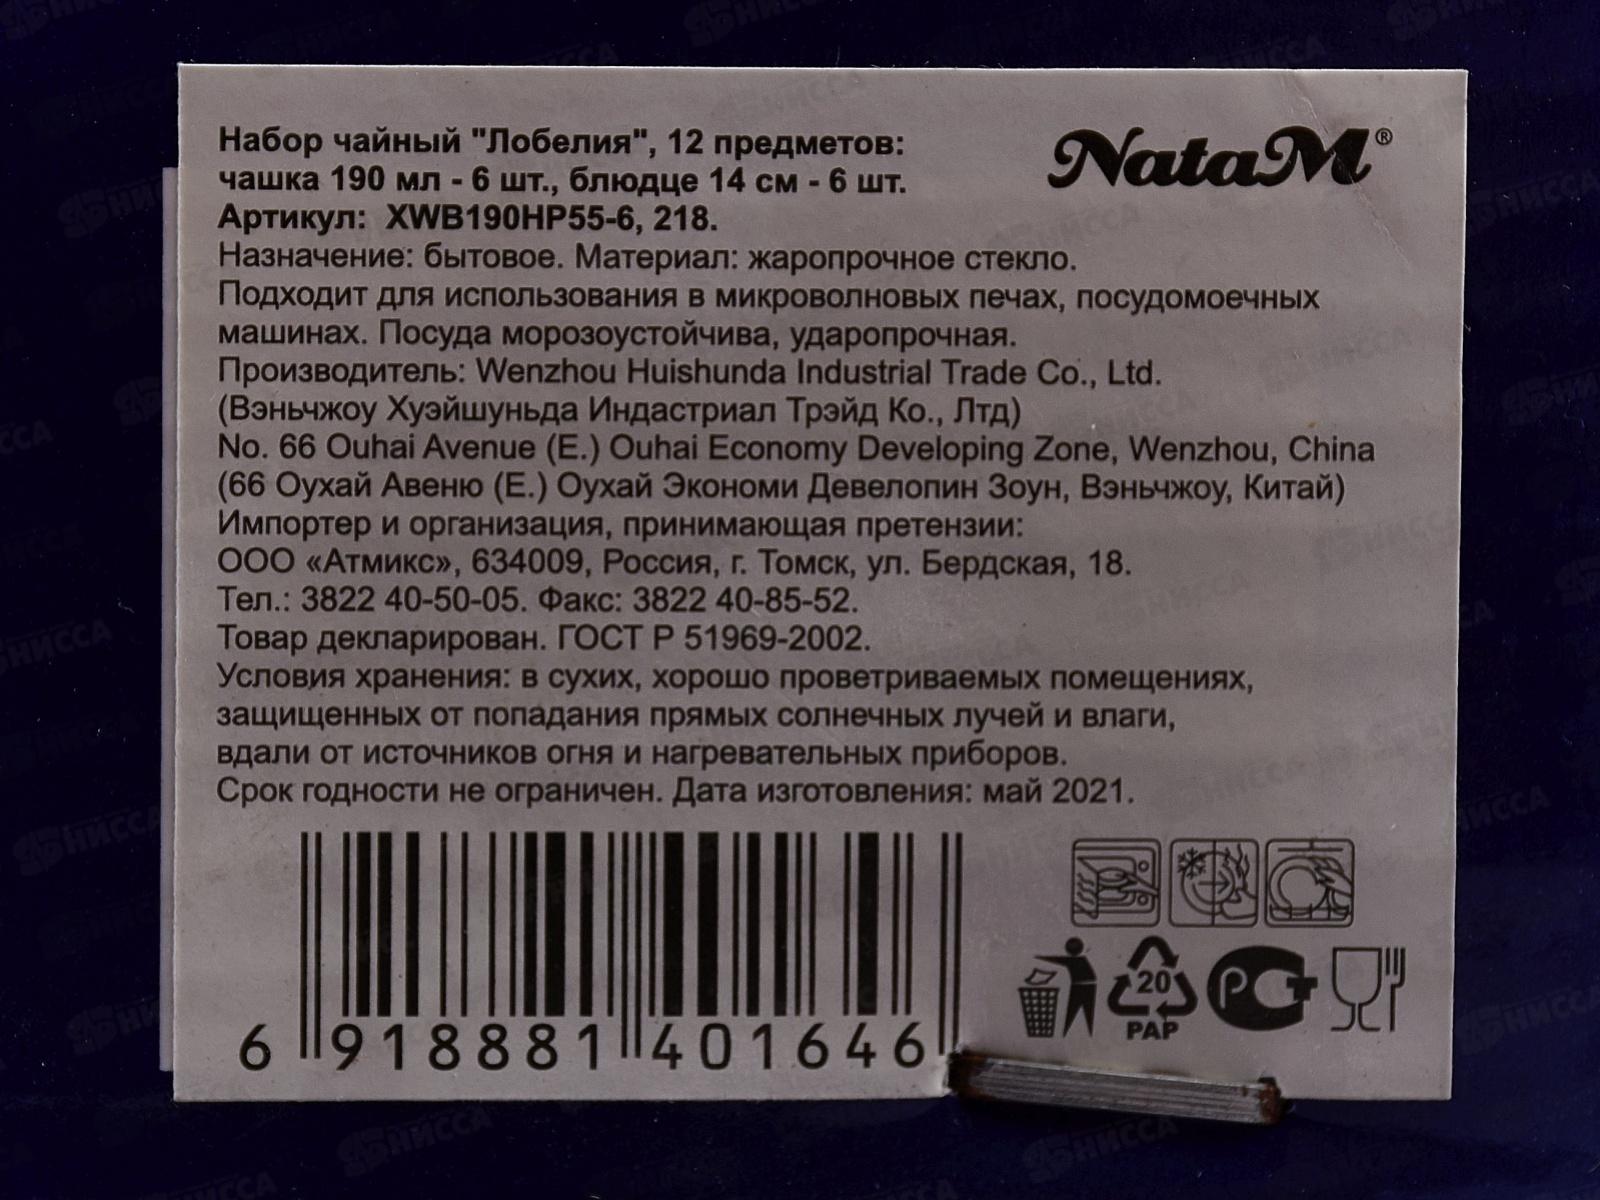 Набор чайный "Лобелия", 12 предметов:
чашка 190 мл - 6 шт., блюдце 14 см - 6 шт.
NataM®
Артикул: XWB190HP55-6, 218.
Назначение: бытовое. Материал: жаропрочное стекло.
Подходит для использования в микроволновых печах, посудомоечных
машинах. Посуда морозоустойчива, ударопрочная.
Производитель: Wenzhou Huishunda Industrial Trade Co., Ltd.
(Вэньчжоу Хуэйшуньда Индастриал Трэйд Ко., Лтд)
No. 66 Ouhai Avenue (E.) Ouhai Economy Developing Zone, Wenzhou, China
(66 Оухай Авеню (Е.) Оухай Экономи Девелопин Зоун, Вэньчжоу, Китай)
Импортер и организация, принимающая претензии:
ООО «Атмикс», 634009, Россия, г. Томск, ул. Бердская, 18.
Тел.: 3822 40-50-05. Факс: 3822 40-85-52.
Товар декларирован. ГОСТ Р 51969-2002.
Условия хранения: в сухих, хорошо проветриваемых помещениях,
защищенных от попадания прямых солнечных лучей и влаги,
вдали от источников огня и нагревательных приборов.
Срок годности не ограничен. Дата изготовления: май 2021.
6 918881 401646
20
PAP
НИССА